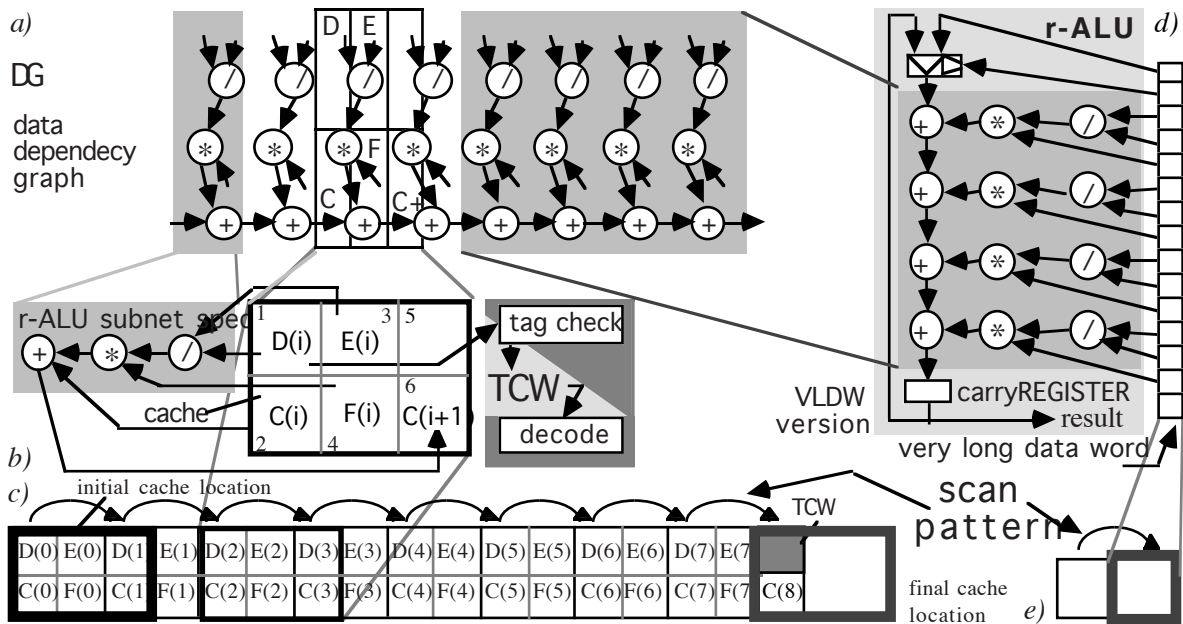 a)
DG
data
dependecy
graph
D E
/ / / /
* * * F * * * * *
C C+
+ + + + + + + +
r-ALU
d)
+ * /
+ * /
+ * /
+ * /
carryREGISTER
result
VLDW
version
very long data word
r-ALU subnet spec
+ * /
cache
1 3 5
D(i) E(i)
6
C(i) F(i) C(i+1)
2 4
tag check
TCW
decode
b)
c)
initial cache location
TCW
scan
pattern
D(0) E(0) D(1) E(1) D(2) E(2) D(3) E(3) D(4) E(4) D(5) E(5) D(6) E(6) D(7) E(7
C(0) F(0) C(1 F(1) C(2) F(2) C(3) F(3) C(4) F(4) C(5) F(5) C(6) F(6) C(7) F(7 C(8)
final cache
location
e)